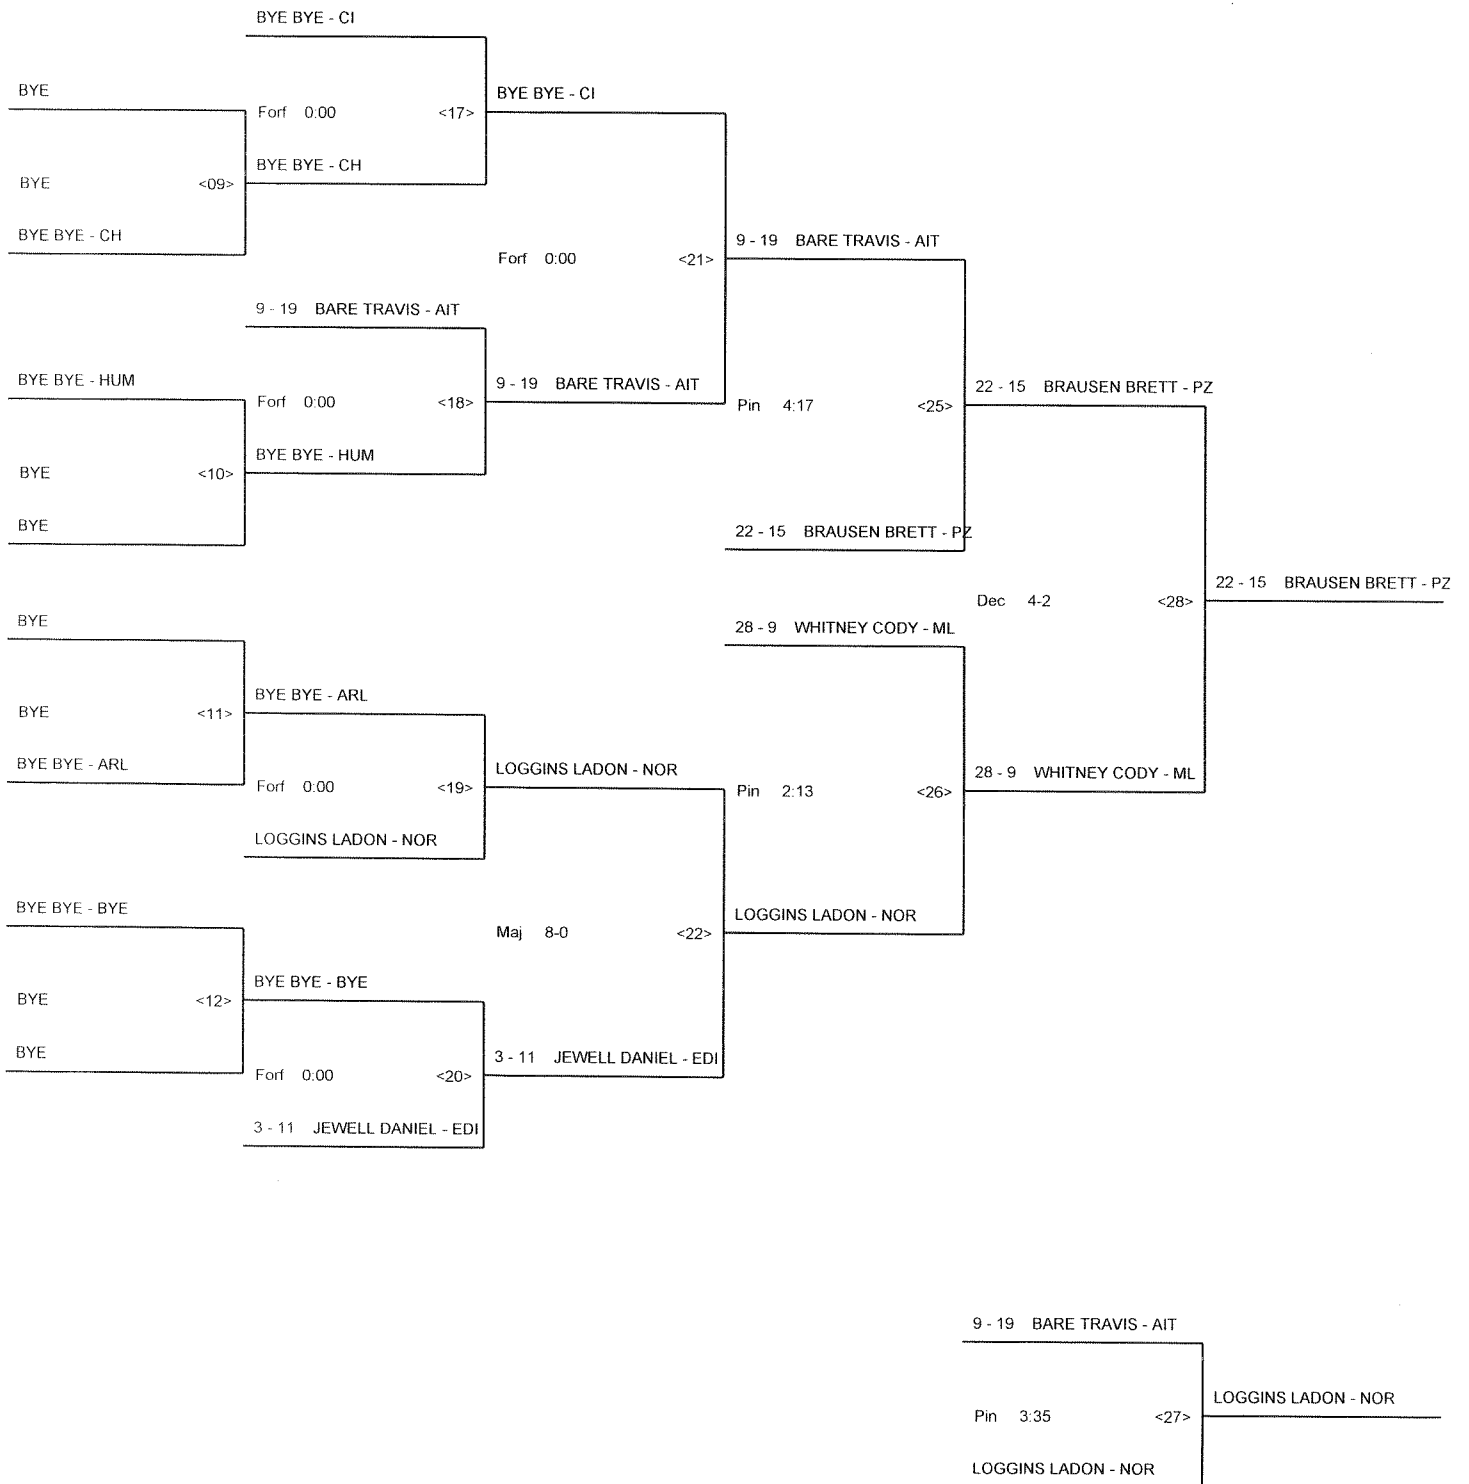 BYE BYE - CI
BYE
Forf 0:00 <17>
BYE BYE - CI
BYE <09>
BYE BYE - CH
BYE BYE - CH
Forf 0:00 <21>
9 - 19 BARE TRAVIS - AIT
9 - 19 BARE TRAVIS - AIT
BYE BYE - HUM
Forf 0:00 <18>
9 - 19 BARE TRAVIS - AIT
Pin 4:17 <25>
22 - 15 BRAUSEN BRETT - PZ
BYE <10>
BYE BYE - HUM
BYE
22 - 15 BRAUSEN BRETT - PZ
Dec 4-2 <28>
22 - 15 BRAUSEN BRETT - PZ
BYE
28 - 9 WHITNEY CODY - ML
BYE <11>
BYE BYE - ARL
BYE BYE - ARL
Forf 0:00 <19>
LOGGINS LADON - NOR
Pin 2:13 <26>
28 - 9 WHITNEY CODY - ML
LOGGINS LADON - NOR
BYE BYE - BYE
Maj 8-0 <22>
LOGGINS LADON - NOR
BYE <12>
BYE BYE - BYE
BYE
Forf 0:00 <20>
3 - 11 JEWELL DANIEL - EDI
3 - 11 JEWELL DANIEL - EDI
9 - 19 BARE TRAVIS - AIT
Pin 3:35 <27>
LOGGINS LADON - NOR
LOGGINS LADON - NOR